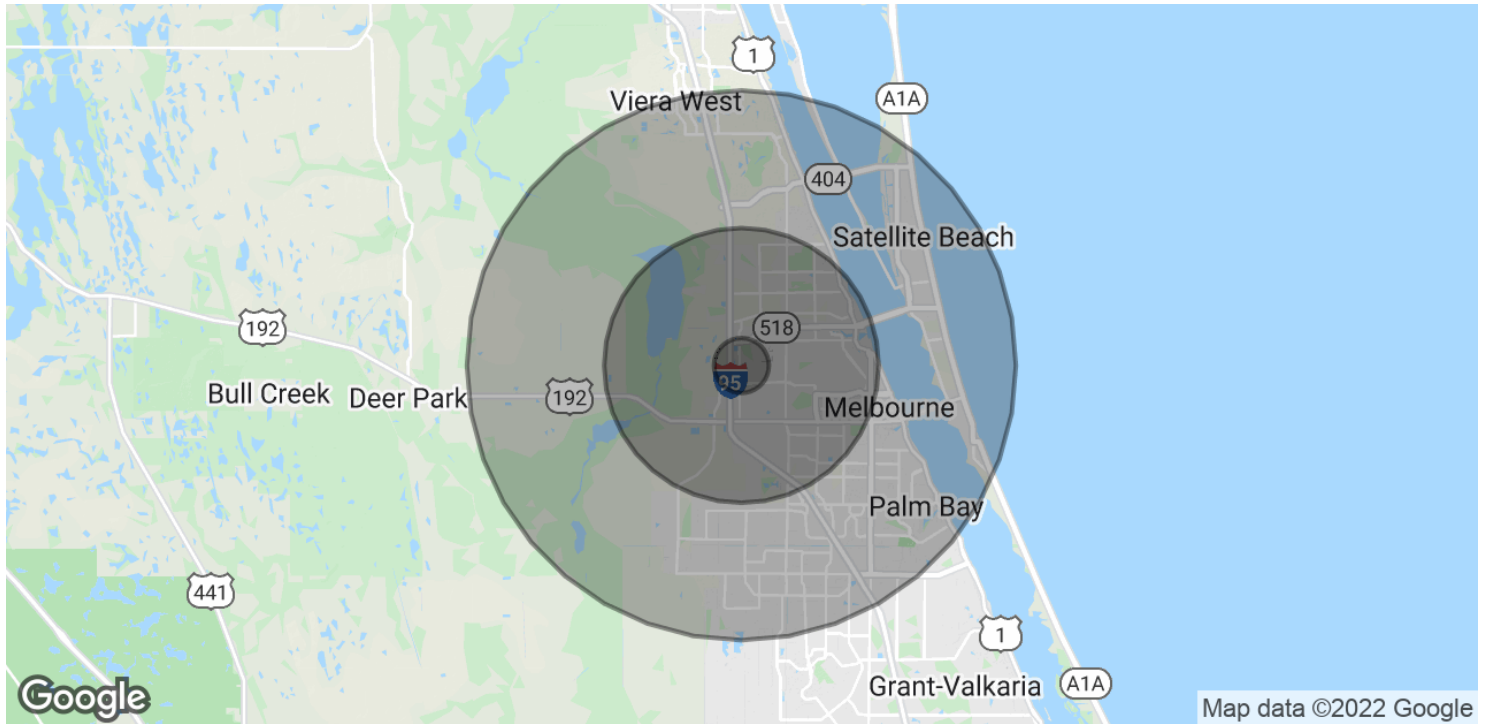 1
Viera West
A1A
404
Satellite Beach
192
518
95
Bull Creek
Deer Park
192
Melbourne
Palm Bay
441
1
Grant-Valkaria
A1A
Google
Map data ©2022 Google